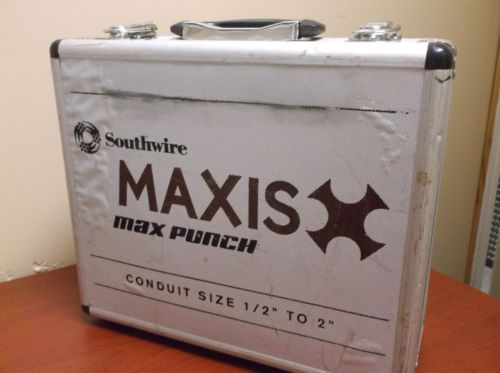 Southwire
MAXIS
max PUNCH
CONDUIT SIZE 1/2" TO 2"